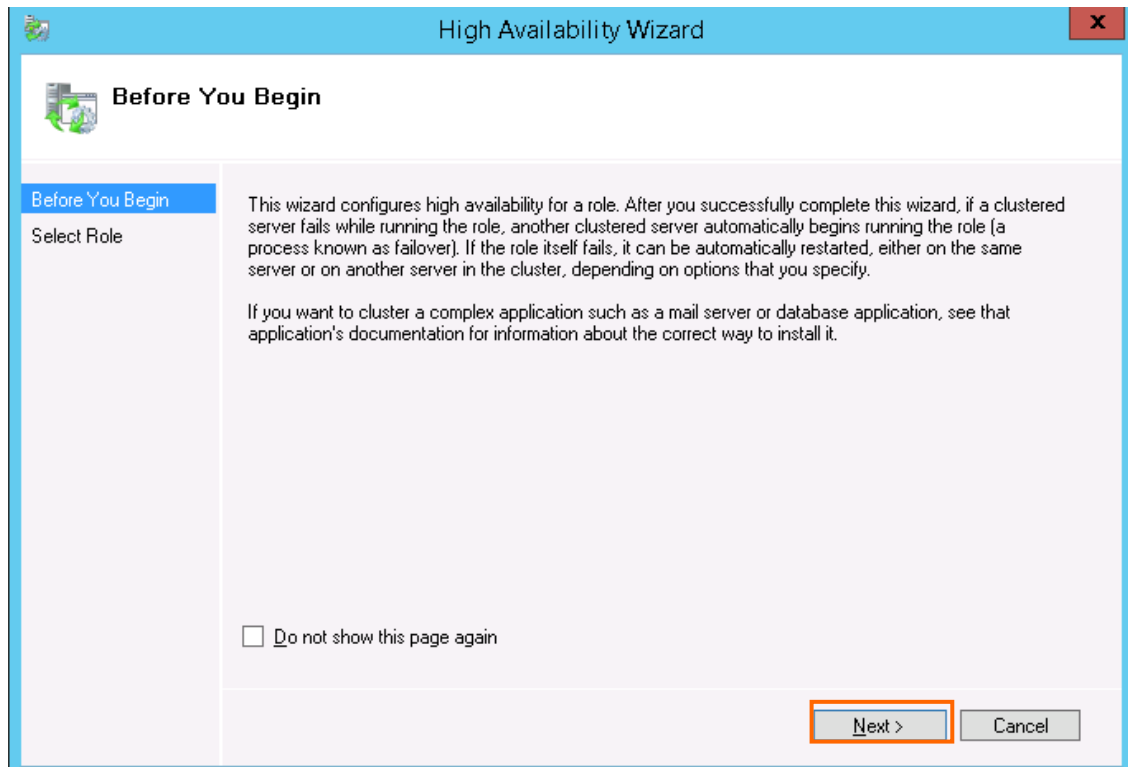 High Availability Wizard
x
Before You Begin
Before You Begin
Select Role
This wizard configures high availability for a role. After you successfully complete this wizard, if a clustered
server fails while running the role, another clustered server automatically begins running the role (a
process known as failover). If the role itself fails, it can be automatically restarted, either on the same
server or on another server in the cluster, depending on options that you specify.
If you want to cluster a complex application such as a mail server or database application, see that
application's documentation for information about the correct way to install it.
Do not show this page again
Next >
Cancel